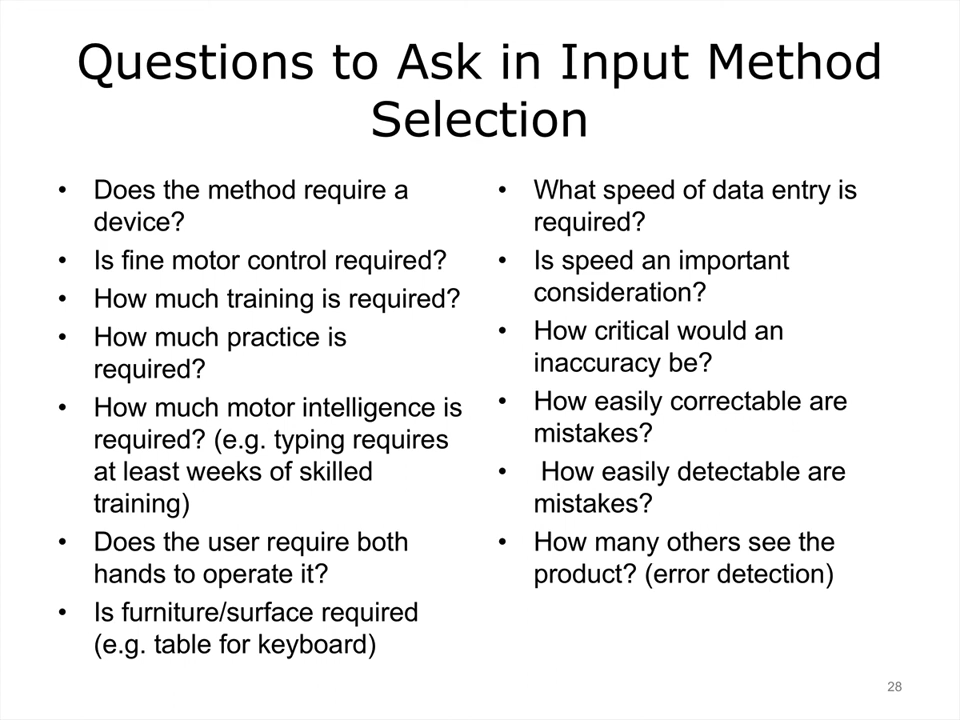 Questions to Ask in Input Method
Selection
• Does the method require a
device?
• Is fine motor control required?
• How much training is required?
• How much practice is
required?
• How much motor intelligence is
required? (e.g. typing requires
at least weeks of skilled
training)
• Does the user require both
hands to operate it?
• Is furniture/surface required
(e.g. table for keyboard)
• What speed of data entry is
required?
• Is speed an important
consideration?
• How critical would an
inaccuracy be?
• How easily correctable are
mistakes?
• How easily detectable are
mistakes?
• How many others see the
product? (error detection)
28